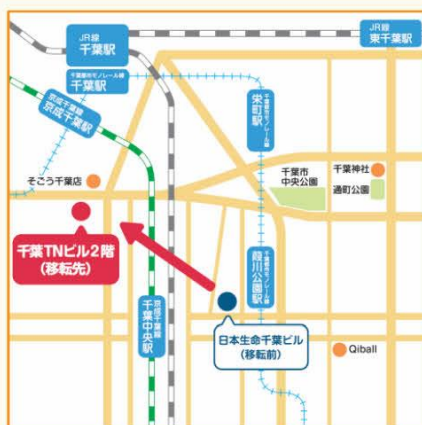 JR線
千葉駅
JR線
東千葉駅
千葉都市モノレール線
千葉駅
京成千葉線
京成千葉駅
千葉都市モノレール線
栄町駅
そごう千葉店
千葉市
中央公園
千葉神社
通町公園
千葉TNビル2階
(移転先)
千葉都市モノレール線
葭川公園駅
京成千葉線
千葉中央駅
日本生命千葉ビル
(移転前)
Qiball